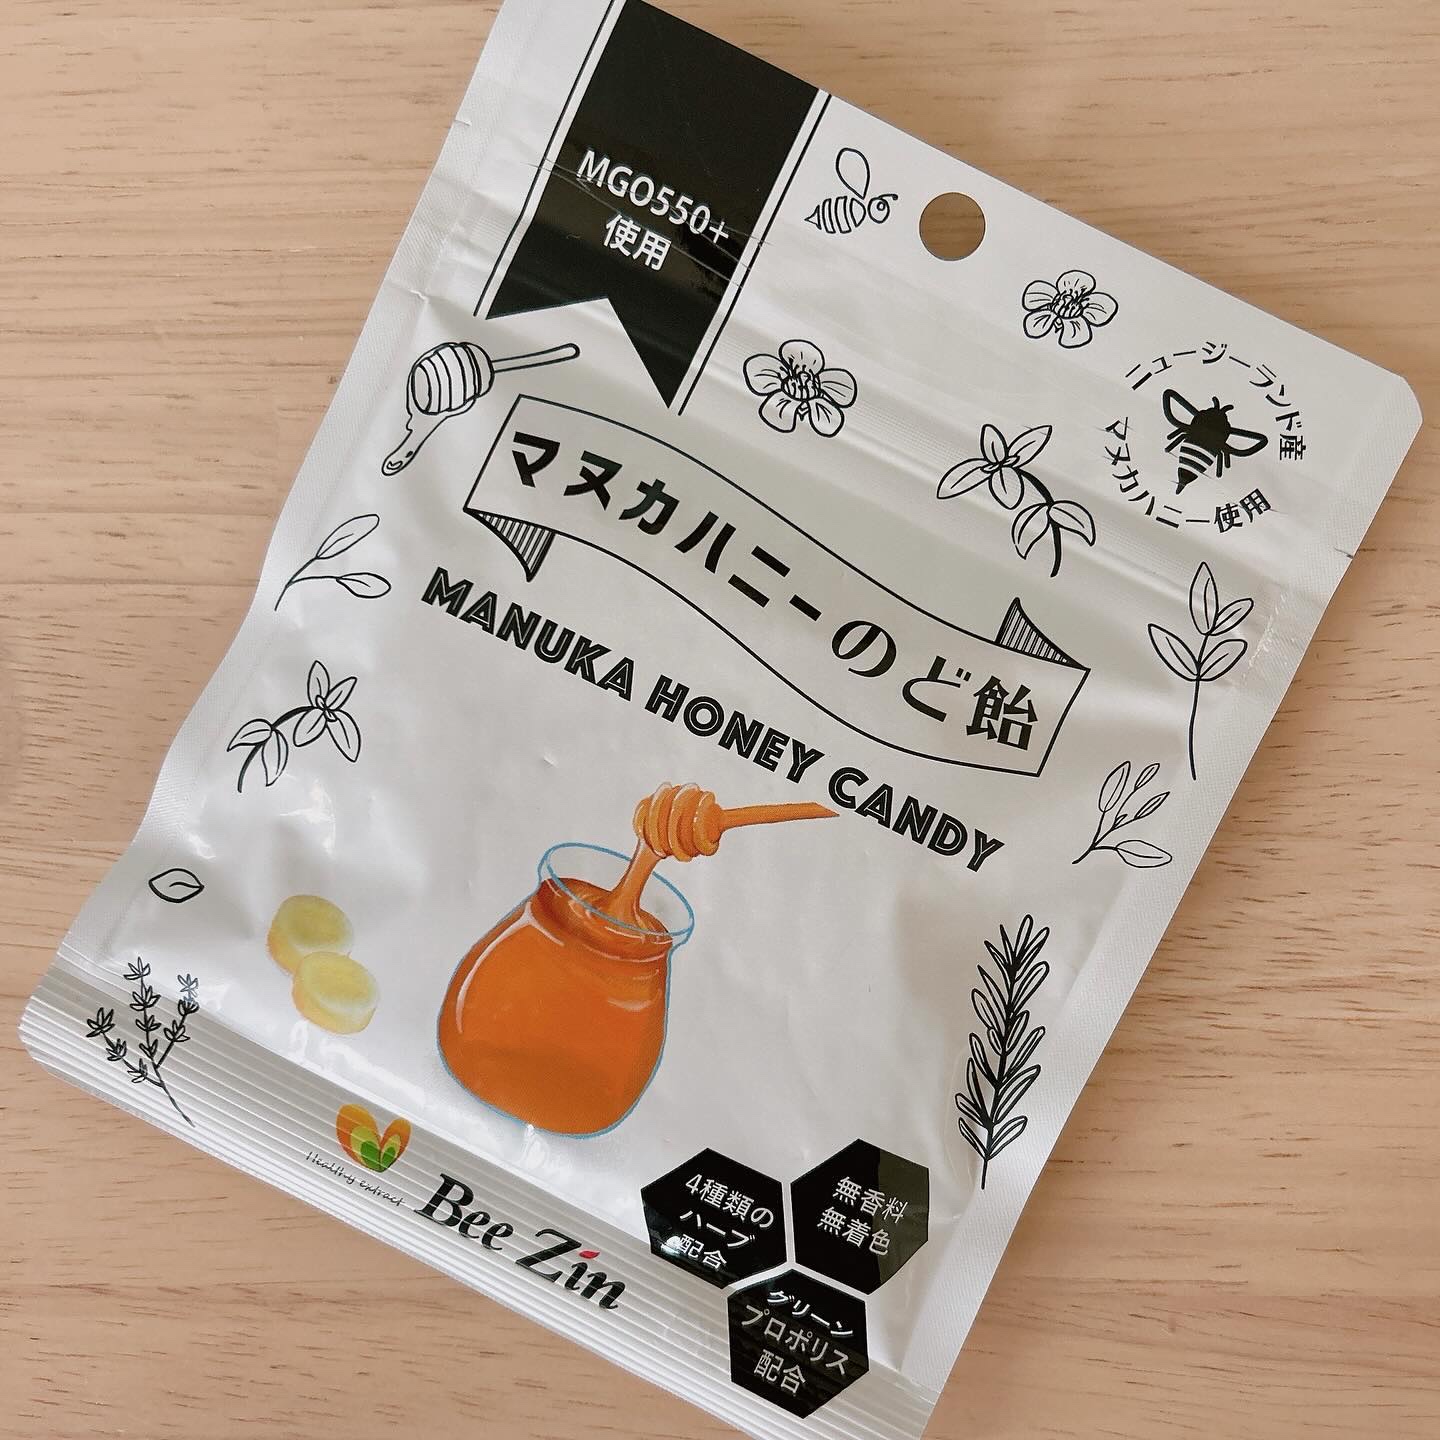 MGO550+
使用
ニュージーランド産
マヌカハニー使用
マヌカハニーのど飴
MANUKA HONEY CANDY
Healthy extract
Bee Zin
4種類の
ハーブ
配合
無香料
無着色
グリーン
プロポリス
配合